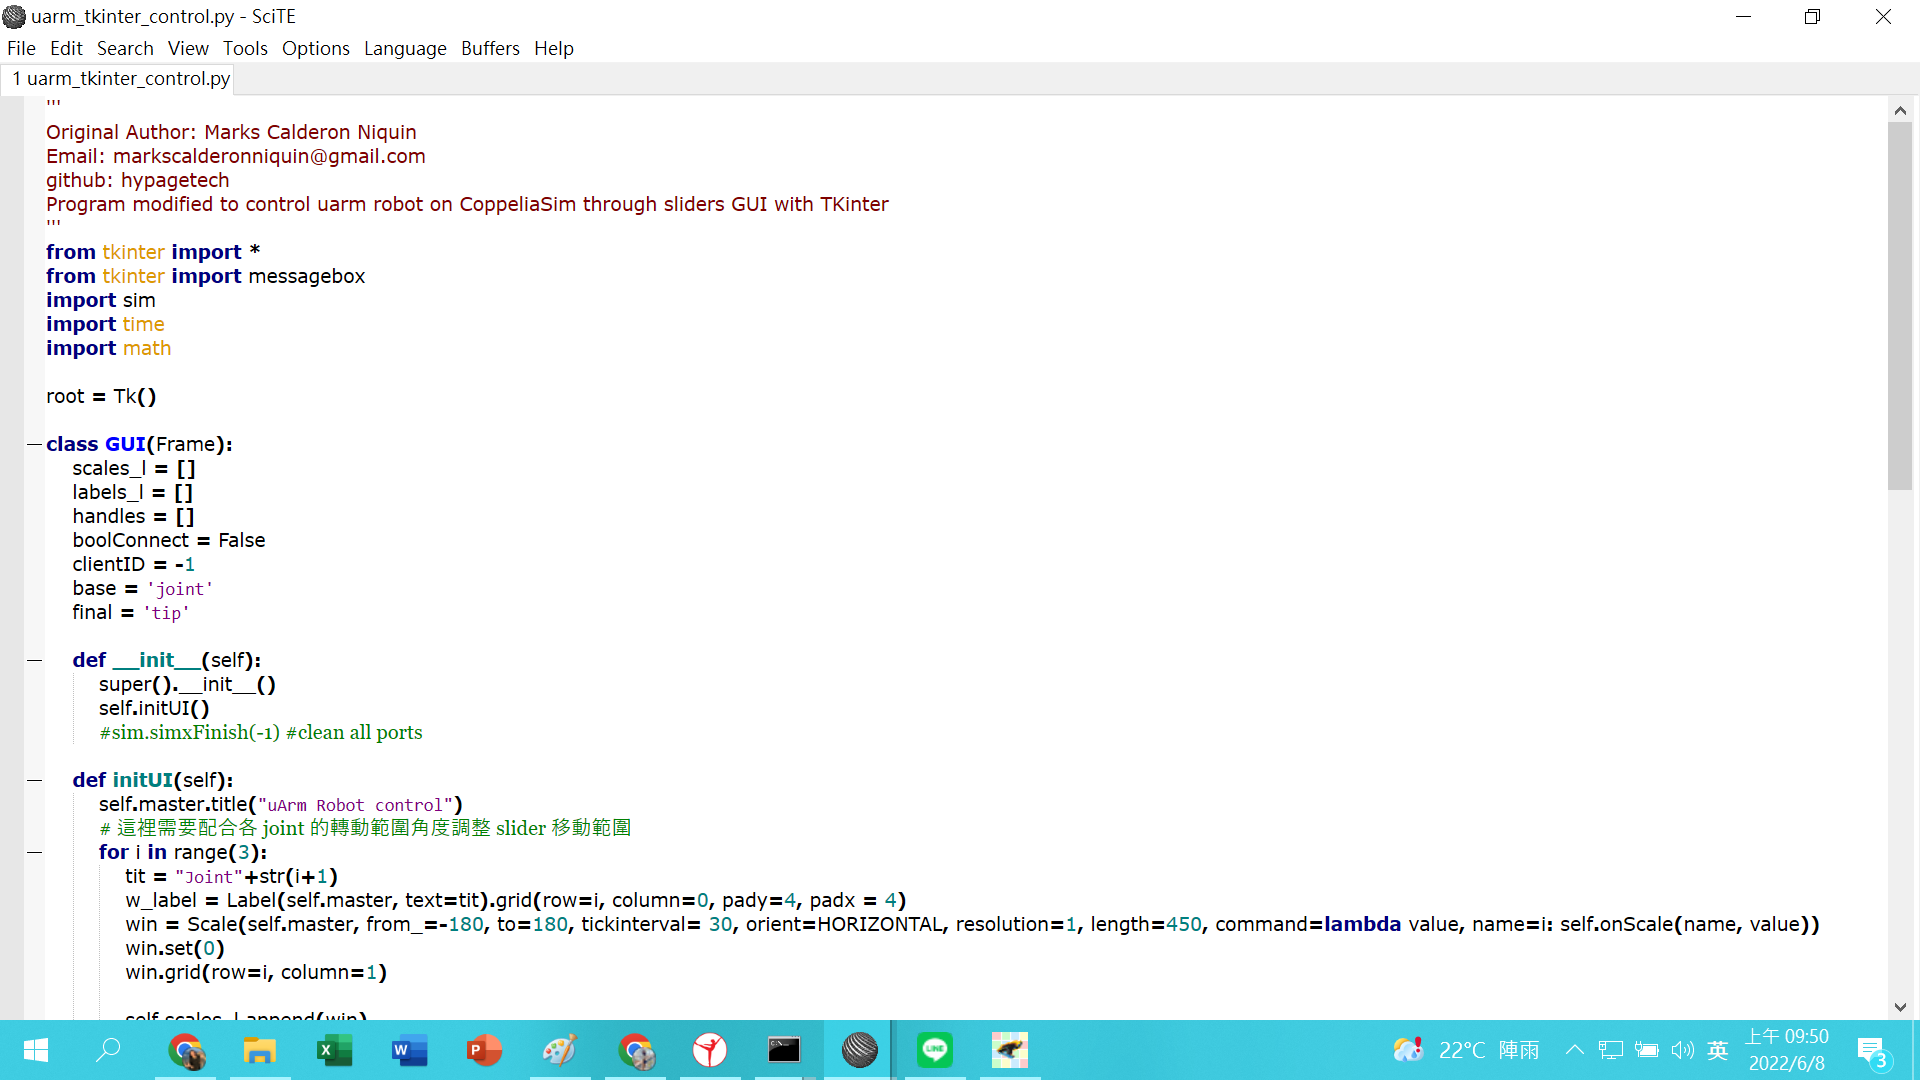 uarm_tkinter_control.py - SciTE
File Edit Search View Tools Options Language Buffers Help
1 uarm_tkinter_control.py
'''
Original Author: Marks Calderon Niquin
Email: markscalderonniquin@gmail.com
github: hypagetech
Program modified to control uarm robot on CoppeliaSim through sliders GUI with TKinter
'''
from tkinter import *
from tkinter import messagebox
import sim
import time
import math
root = Tk()
class GUI(Frame):
scales_l = []
labels_l = []
handles = []
boolConnect = False
clientID = -1
base = 'joint'
final = 'tip'
def __init__(self):
super().__init__()
self.initUI()
#sim.simxFinish(-1) #clean all ports
def initUI(self):
self.master.title("uArm Robot control")
# 這裡需要配合各 joint 的轉動範圍角度調整 slider 移動範圍
for i in range(3):
tit = "Joint"+str(i+1)
w_label = Label(self.master, text=tit).grid(row=i, column=0, pady=4, padx = 4)
win = Scale(self.master, from_=-180, to=180, tickinterval= 30, orient=HORIZONTAL, resolution=1, length=450, command=lambda value, name=i: self.onScale(name, value))
win.set(0)
win.grid(row=i, column=1)
self.scales_l.append(win)
22°C 陣雨
英
上午 09:50
2022/6/8
3